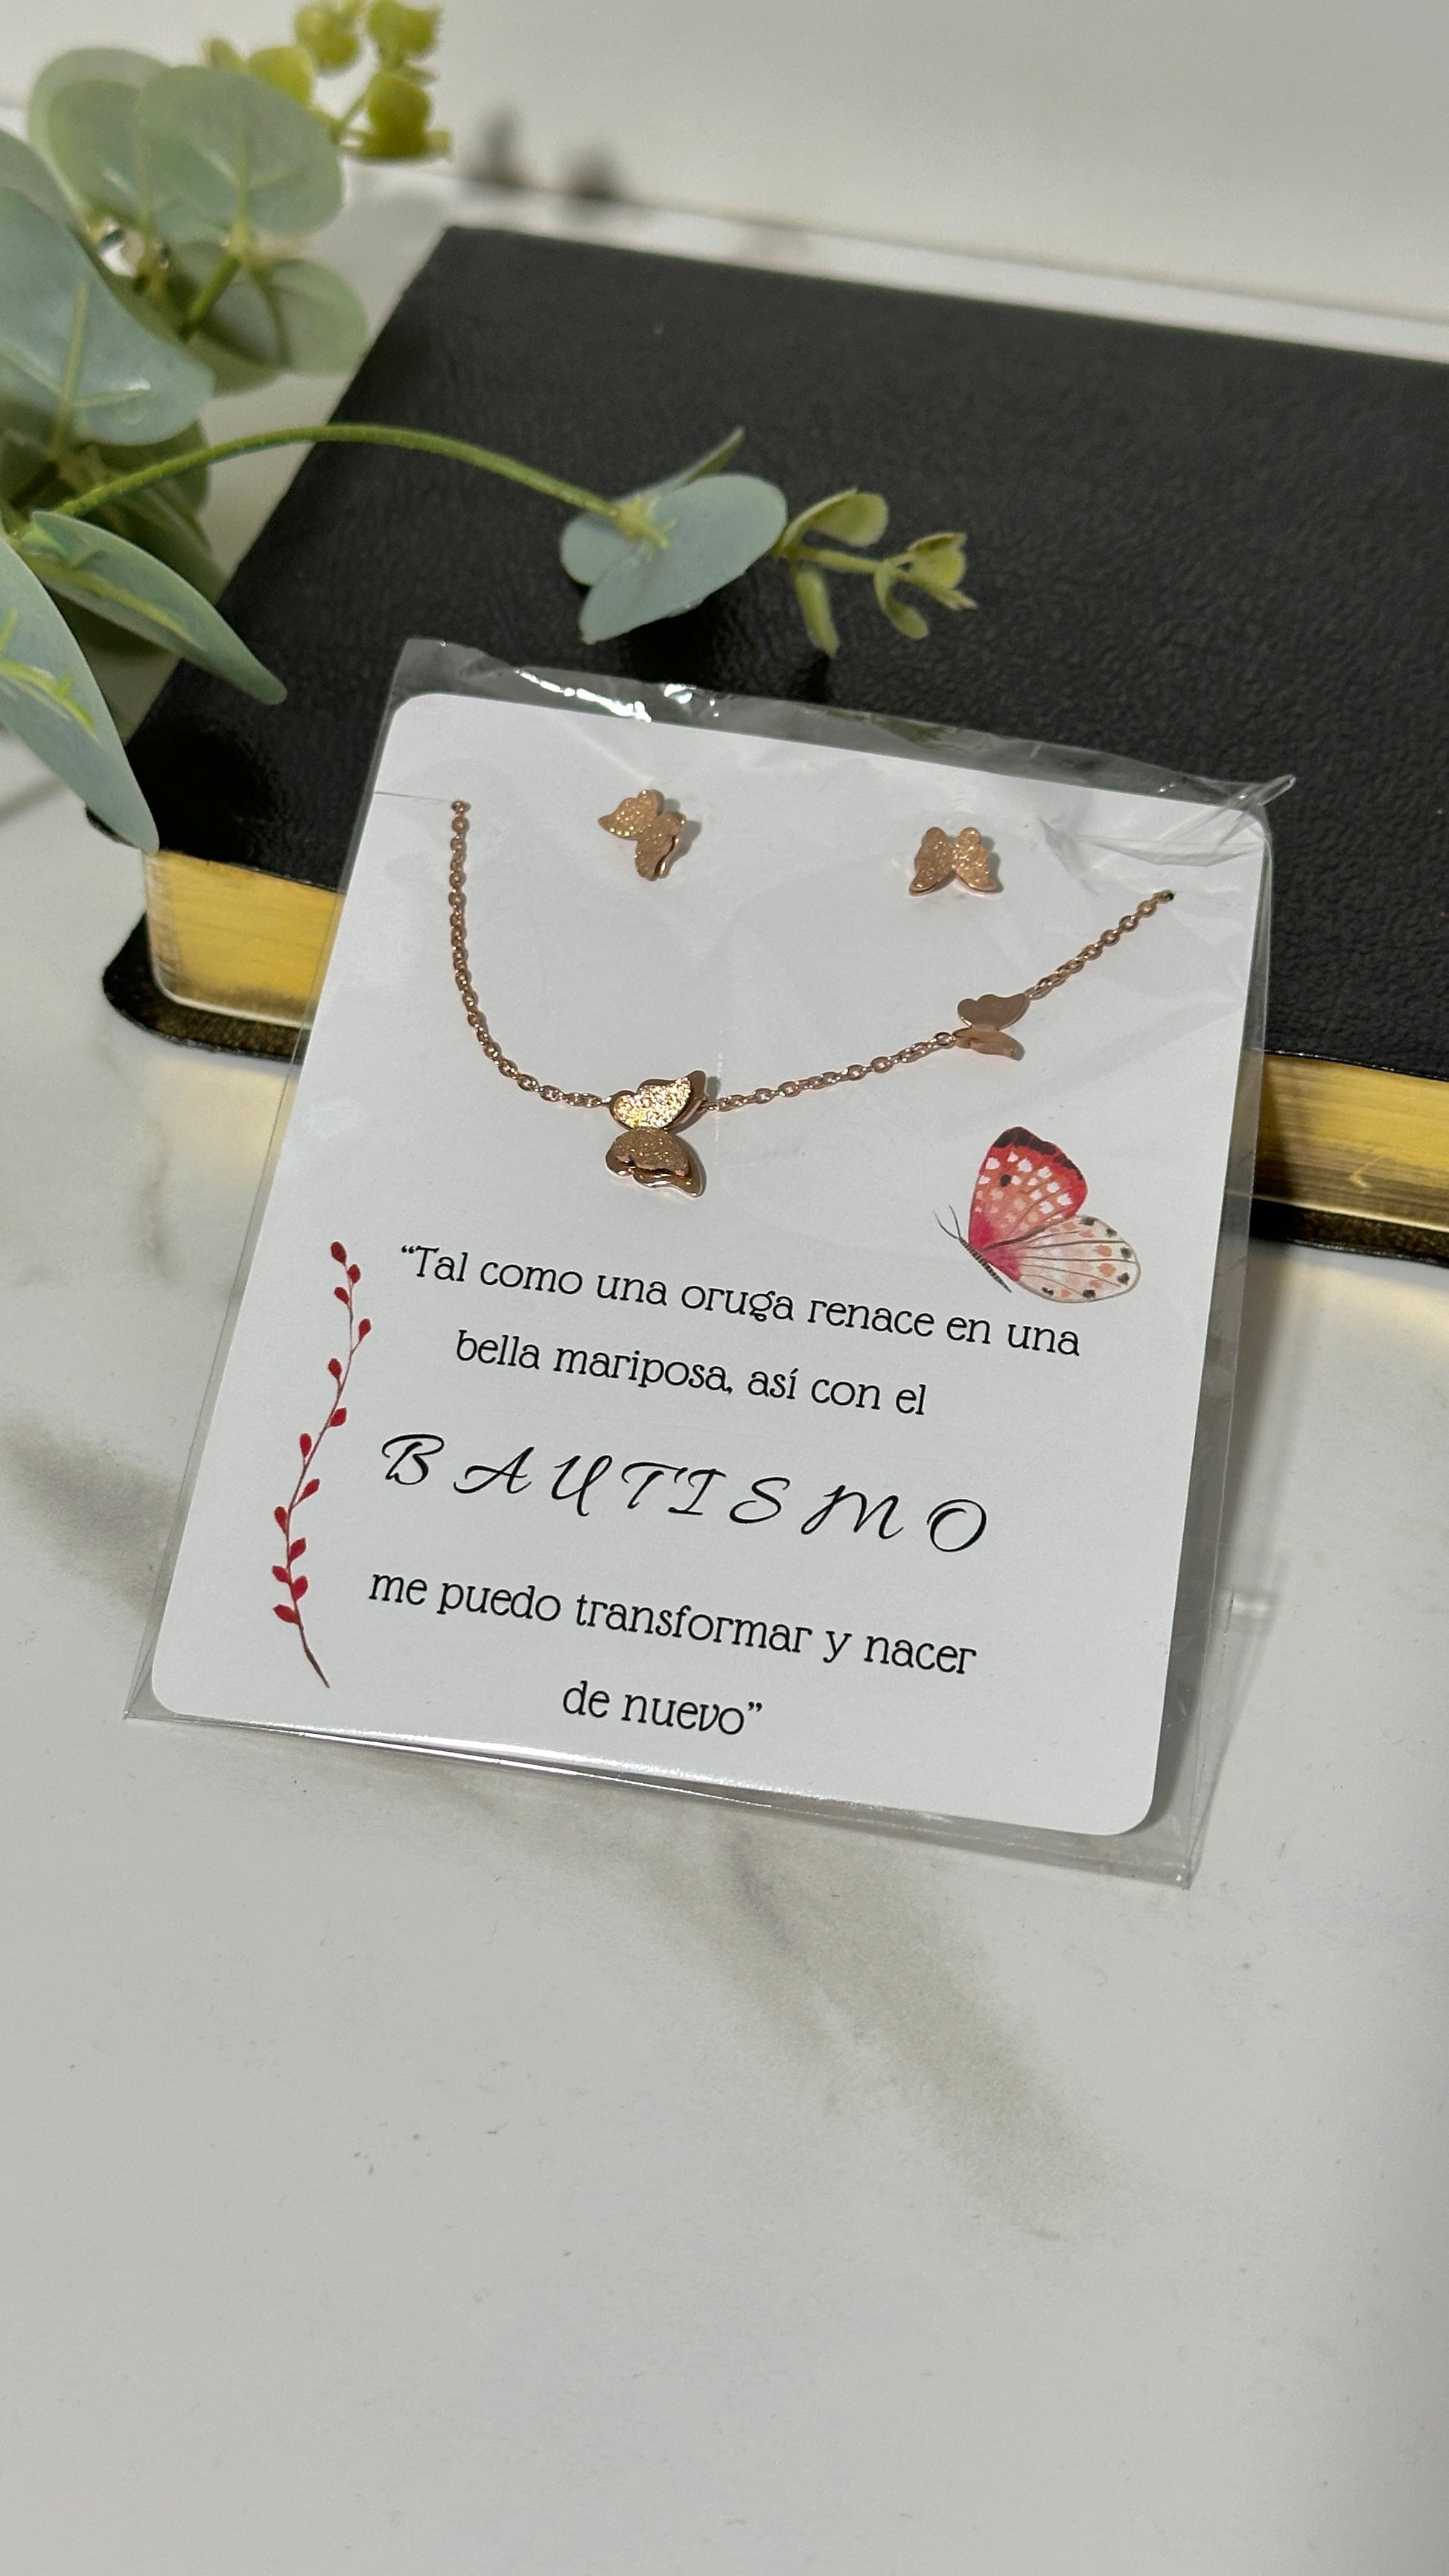 “Tal como una oruga renace en una
bella mariposa, así con el
BAUTISMO
me puedo transformar y nacer
de nuevo”